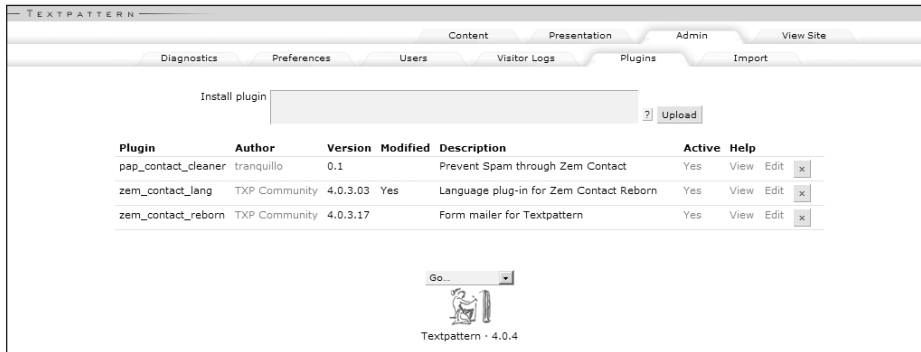 TEXTPATTERN
Content Presentation Admin View Site
Diagnostics Preferences Users Visitor Logs Plugins Import
Install plugin ? Upload
Plugin Author Version Modified Description Active Help
pap_contact_cleaner tranquillo 0.1 Prevent Spam through Zem Contact Yes View Edit x
zem_contact_lang TXP Community 4.0.3.03 Yes Language plug-in for Zem Contact Reborn Yes View Edit x
zem_contact_reborn TXP Community 4.0.3.17 Form mailer for Textpattern Yes View Edit x
Go...
Textpattern · 4.0.4